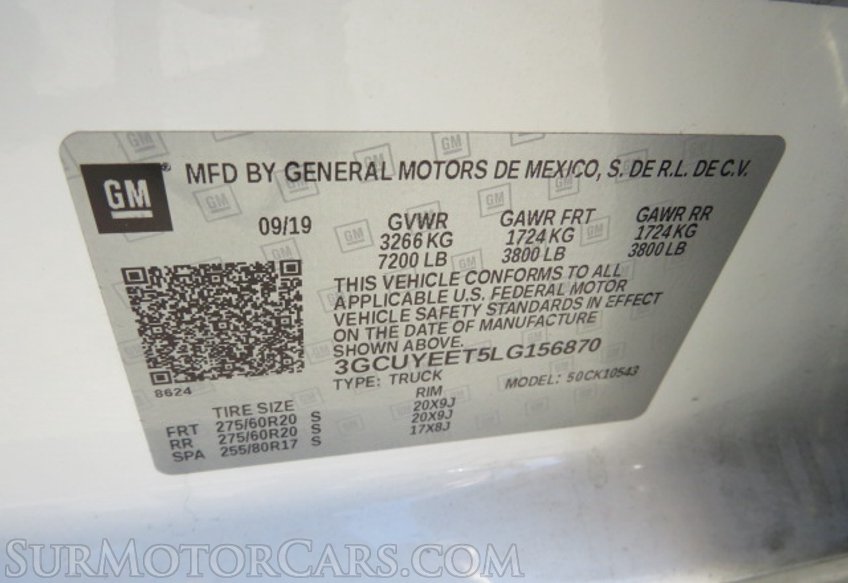 GM® MFD BY GENERAL MOTORS DE MEXICO, S. DE R.L. DE C.V.
09/19 GVWR GAWR FRT GAWR RR
3266 KG 1724 KG 1724 KG
7200 LB 3800 LB 3800 LB
THIS VEHICLE CONFORMS TO ALL
APPLICABLE U.S. FEDERAL MOTOR
VEHICLE SAFETY STANDARDS IN EFFECT
ON THE DATE OF MANUFACTURE
SHOWN ABOVE.
3GCUYEET5LG156870
8624 TYPE: TRUCK MODEL: 50CK10543
TIRE SIZE RIM
FRT 275/60R20 S 20X9J
RR 275/60R20 S 20X9J
SPA 255/80R17 S 17X8J
SURMOTORCARS.COM